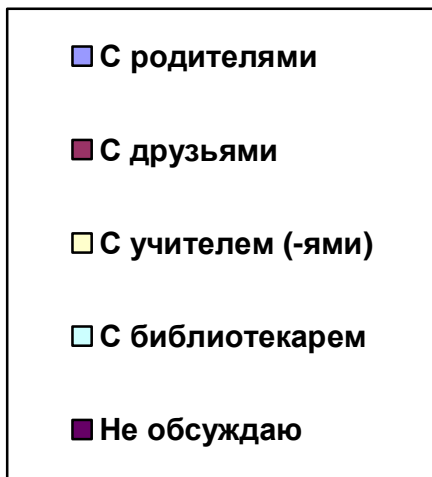 С родителями
С друзьями
С учителем (-ями)
С библиотекарем
Не обсуждаю